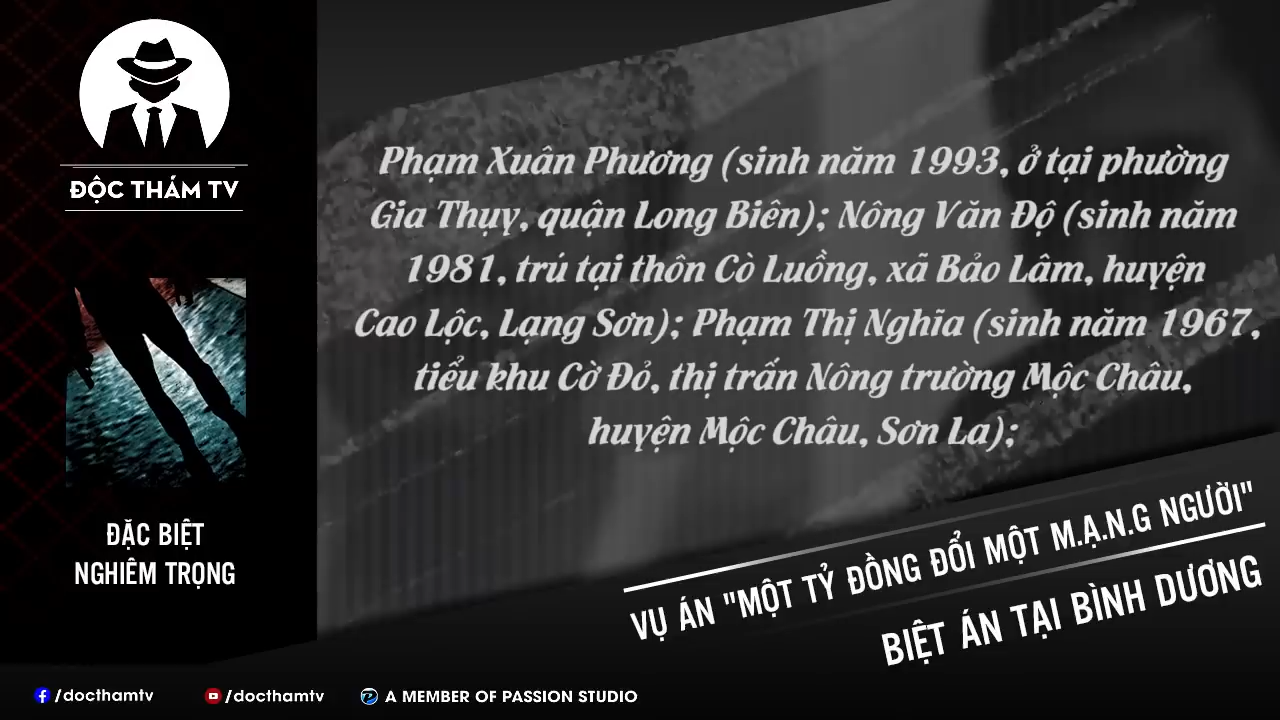 ĐỘC THÁM TV
ĐẶC BIỆT
NGHIÊM TRỌNG
Phạm Xuân Phương (sinh năm 1993, ở tại phường
Gia Thụy, quận Long Biên); Nông Văn Độ (sinh năm
1981, trú tại thôn Cò Luồng, xã Bảo Lâm, huyện
Cao Lộc, Lạng Sơn); Phạm Thị Nghĩa (sinh năm 1967,
tiểu khu Cờ Đỏ, thị trấn Nông trường Mộc Châu,
huyện Mộc Châu, Sơn La);
VỤ ÁN "MỘT TỶ ĐỒNG ĐỔI MỘT M.Ạ.N.G NGƯỜI"
BIỆT ÁN TẠI BÌNH DƯƠNG
/docthamtv
/docthamtv
A MEMBER OF PASSION STUDIO